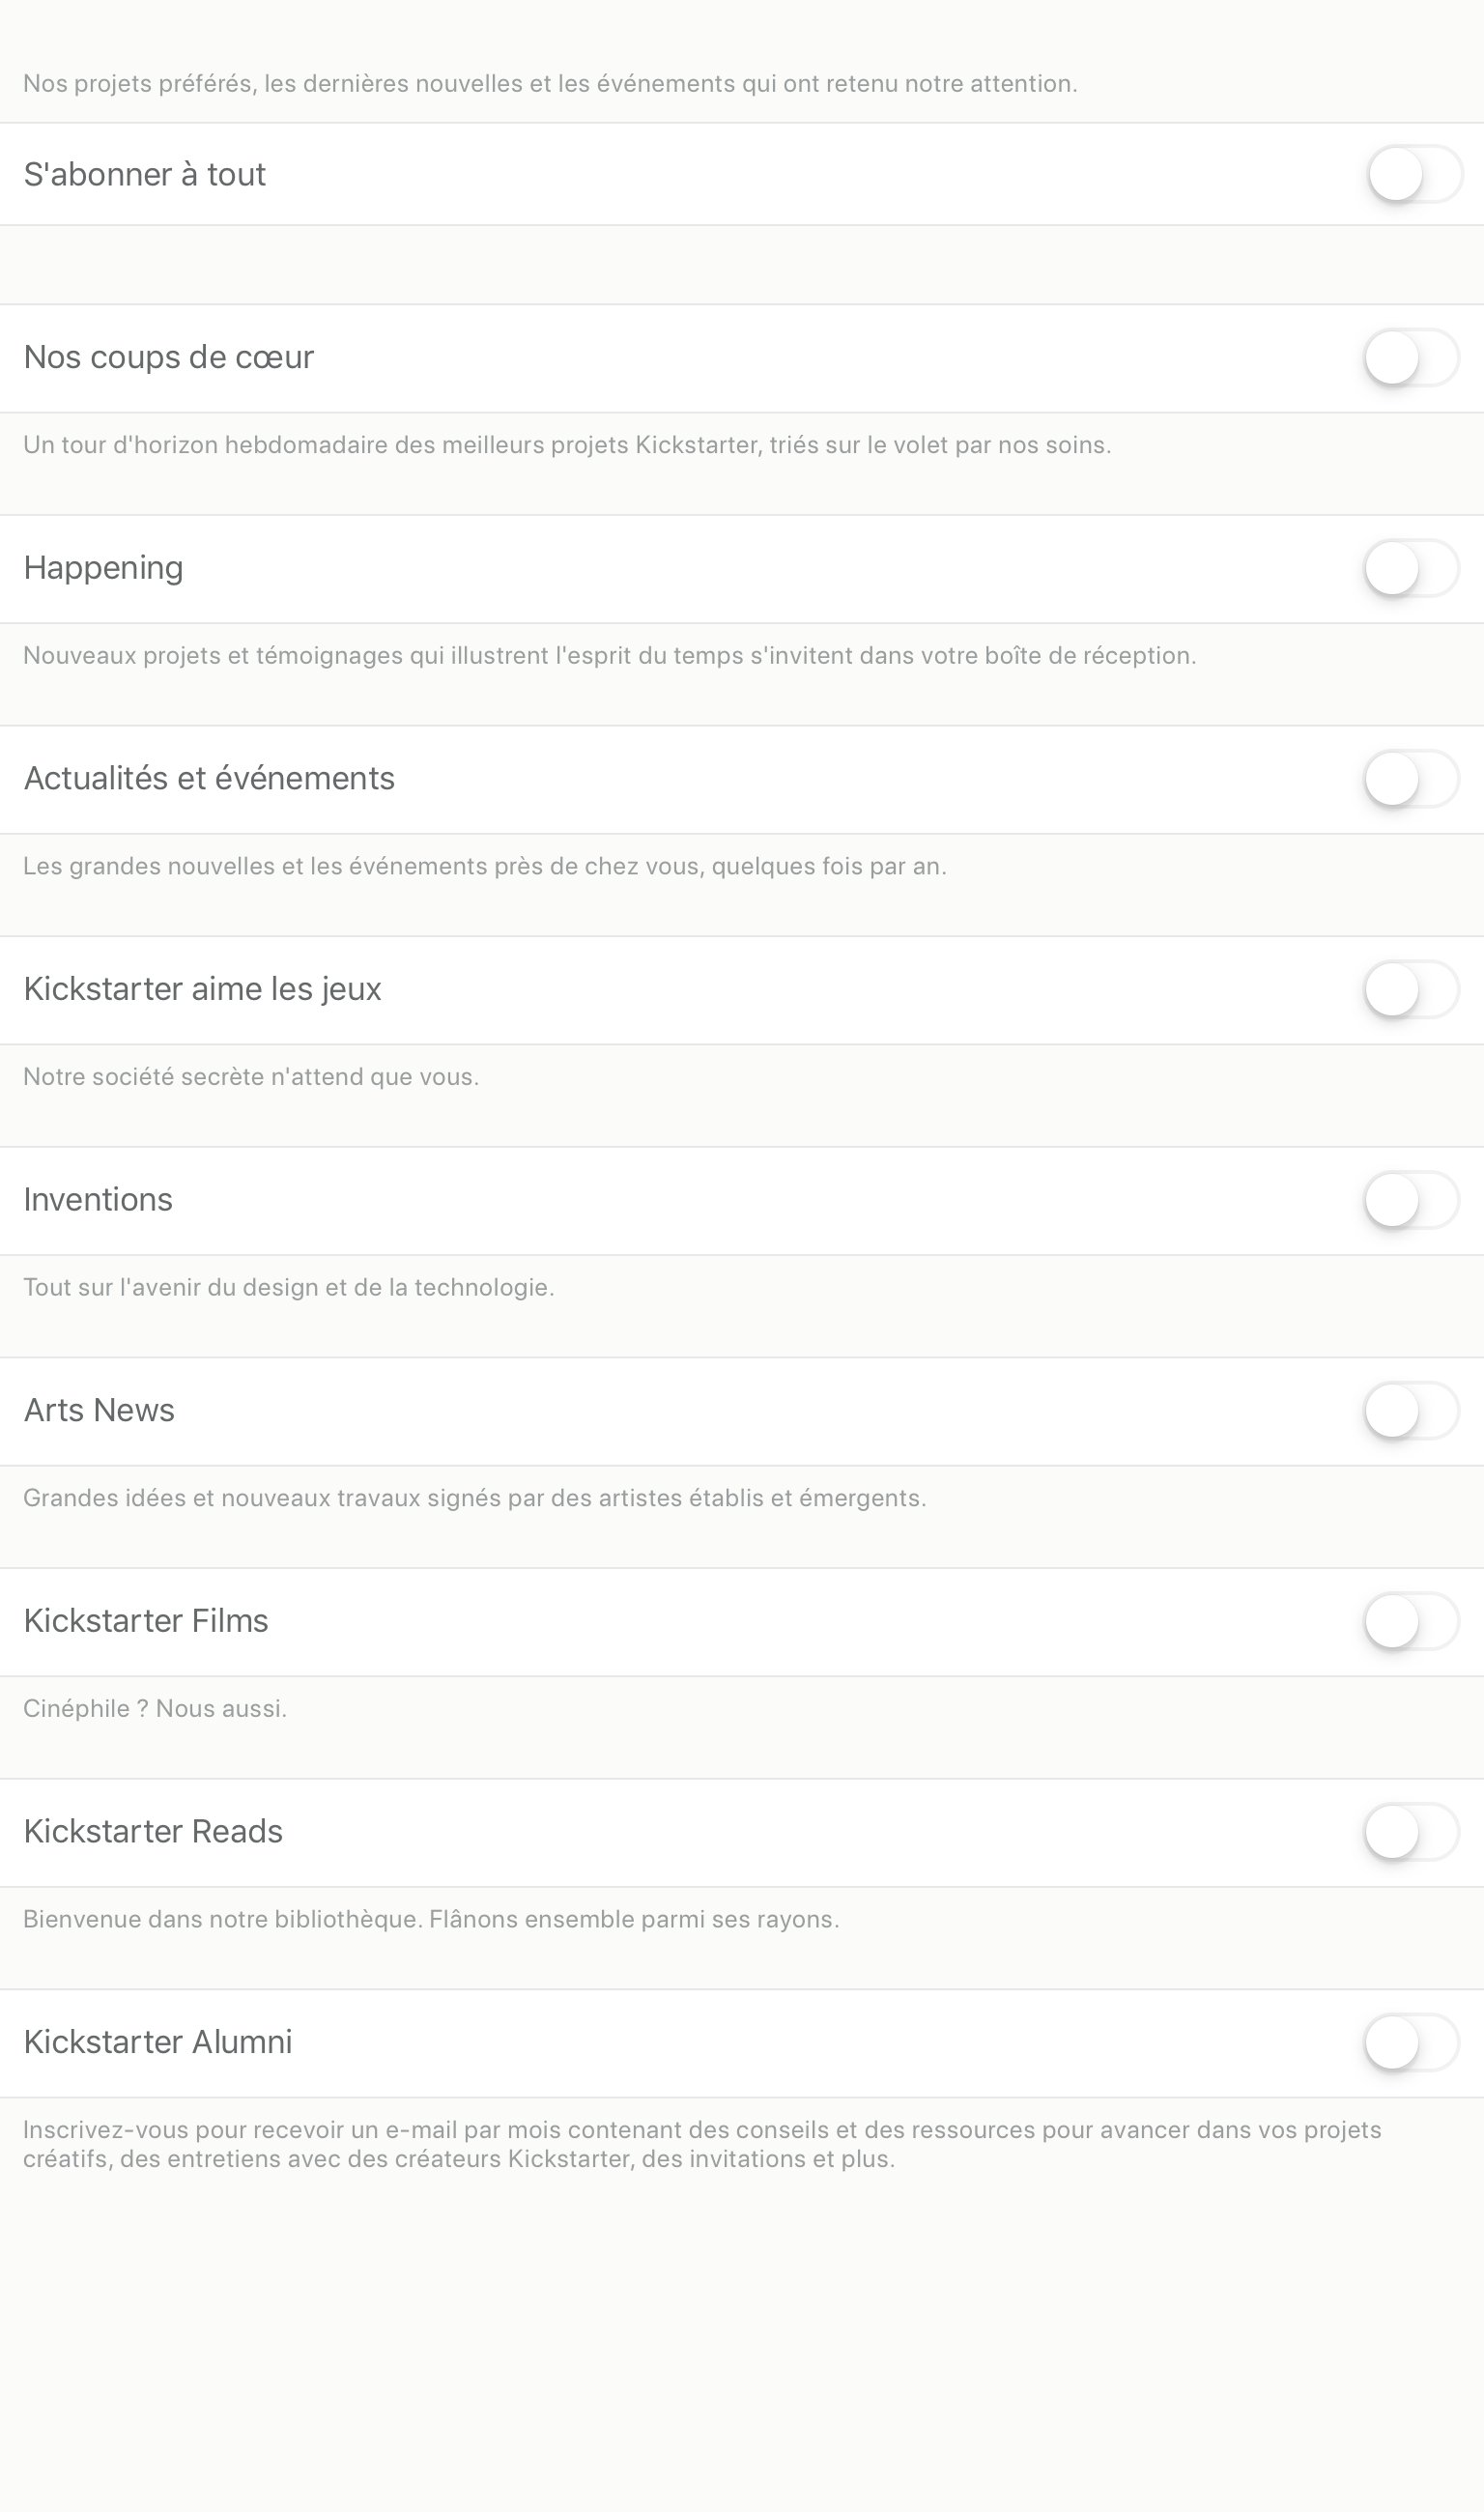 Nos projets préférés, les dernières nouvelles et les événements qui ont retenu notre attention.
S'abonner à tout
Nos coups de cœur
Un tour d'horizon hebdomadaire des meilleurs projets Kickstarter, triés sur le volet par nos soins.
Happening
Nouveaux projets et témoignages qui illustrent l'esprit du temps s'invitent dans votre boîte de réception.
Actualités et événements
Les grandes nouvelles et les événements près de chez vous, quelques fois par an.
Kickstarter aime les jeux
Notre société secrète n'attend que vous.
Inventions
Tout sur l'avenir du design et de la technologie.
Arts News
Grandes idées et nouveaux travaux signés par des artistes établis et émergents.
Kickstarter Films
Cinéphile ? Nous aussi.
Kickstarter Reads
Bienvenue dans notre bibliothèque. Flânons ensemble parmi ses rayons.
Kickstarter Alumni
Inscrivez-vous pour recevoir un e-mail par mois contenant des conseils et des ressources pour avancer dans vos projets
créatifs, des entretiens avec des créateurs Kickstarter, des invitations et plus.